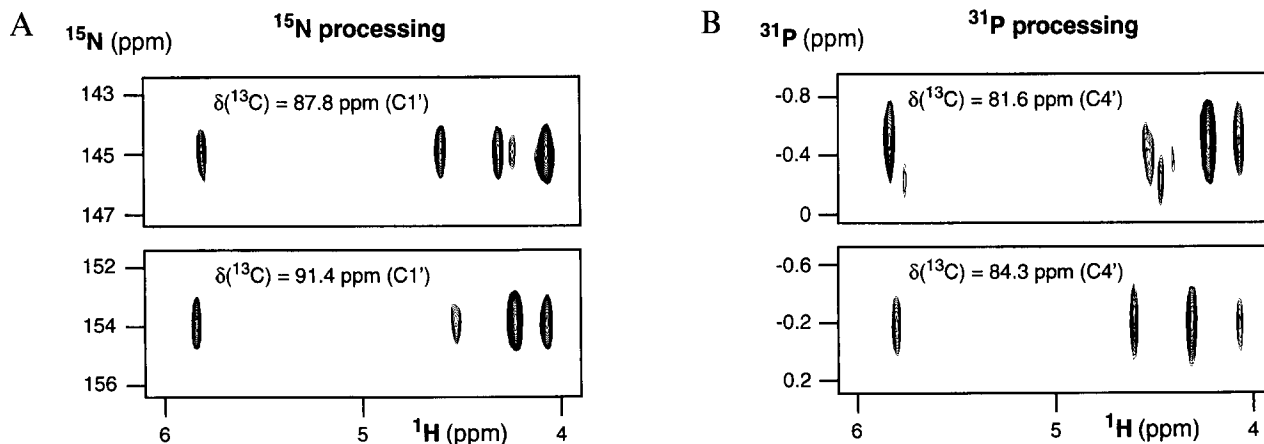 A
¹⁵N (ppm)
¹⁵N processing
143
145
147
δ(¹³C) = 87.8 ppm (C1')
152
154
156
δ(¹³C) = 91.4 ppm (C1')
6
5
¹H (ppm)
4
B
³¹P (ppm)
³¹P processing
-0.8
-0.4
0
δ(¹³C) = 81.6 ppm (C4')
-0.6
-0.2
0.2
δ(¹³C) = 84.3 ppm (C4')
6
5
¹H (ppm)
4